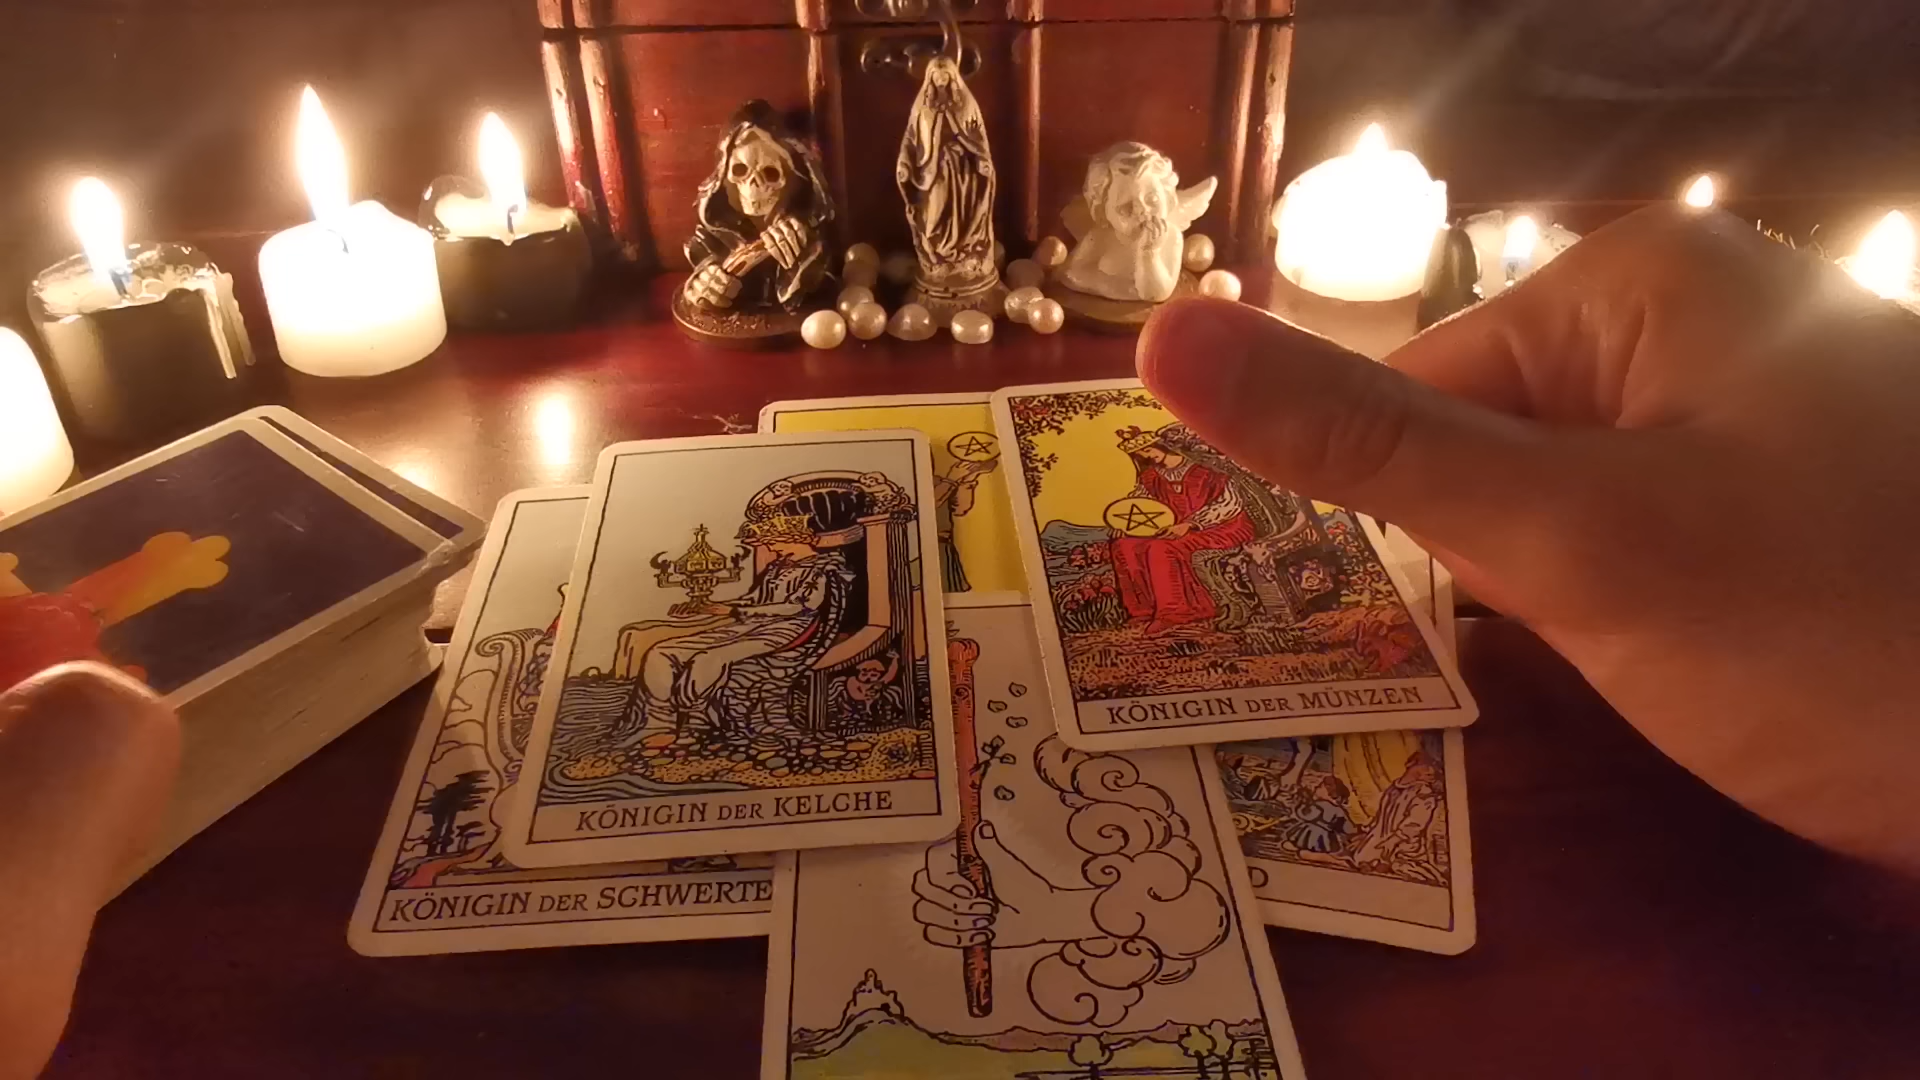 KÖNIGIN DER MÜNZEN
KÖNIGIN DER KELCHE
KÖNIGIN DER SCHWERTE
D